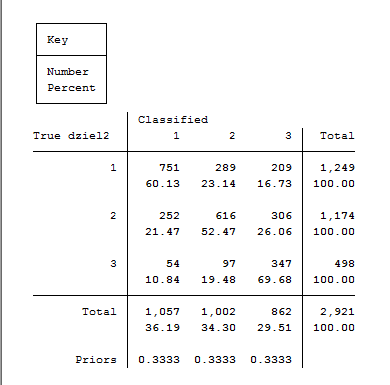 Key
Number
Percent
Classified
True dziel2 1 2 3 Total
1 751 289 209 1,249
60.13 23.14 16.73 100.00
2 252 616 306 1,174
21.47 52.47 26.06 100.00
3 54 97 347 498
10.84 19.48 69.68 100.00
Total 1,057 1,002 862 2,921
36.19 34.30 29.51 100.00
Priors 0.3333 0.3333 0.3333